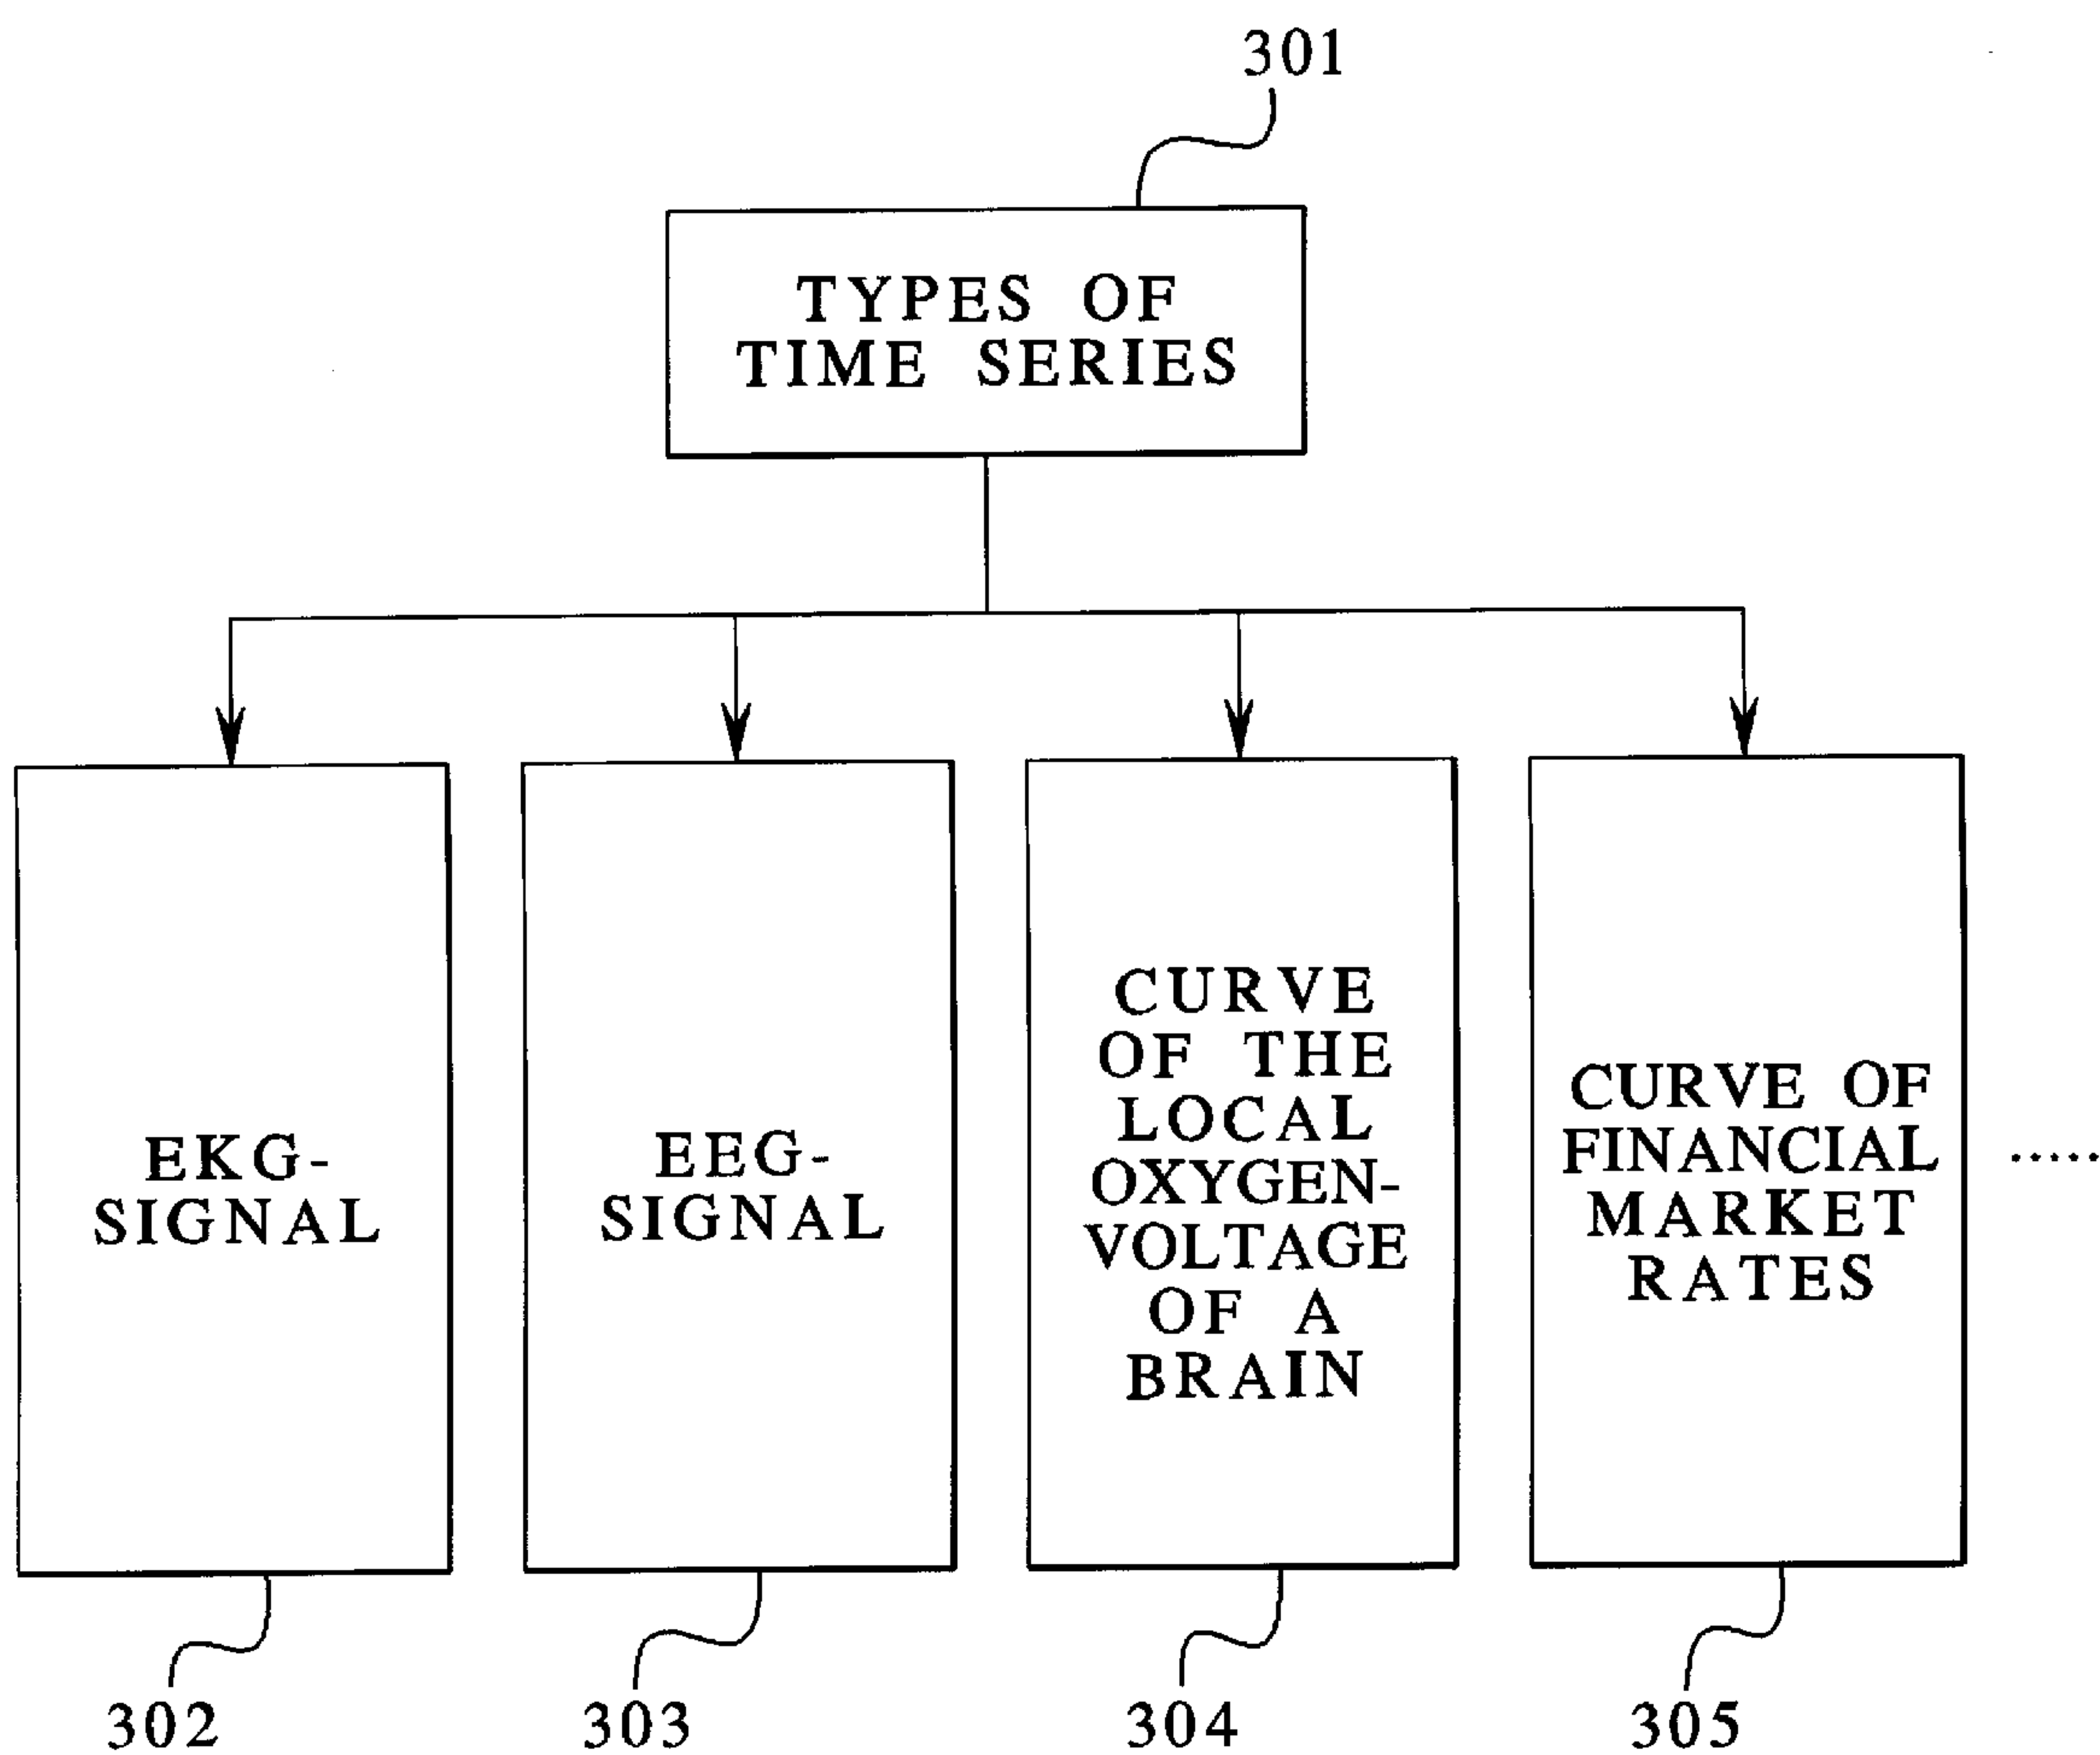 301
TYPES OF
TIME SERIES
EKG-
SIGNAL
EEG-
SIGNAL
CURVE
OF THE
LOCAL
OXYGEN-
VOLTAGE
OF A
BRAIN
CURVE OF
FINANCIAL
MARKET
RATES
.....
302
303
304
305